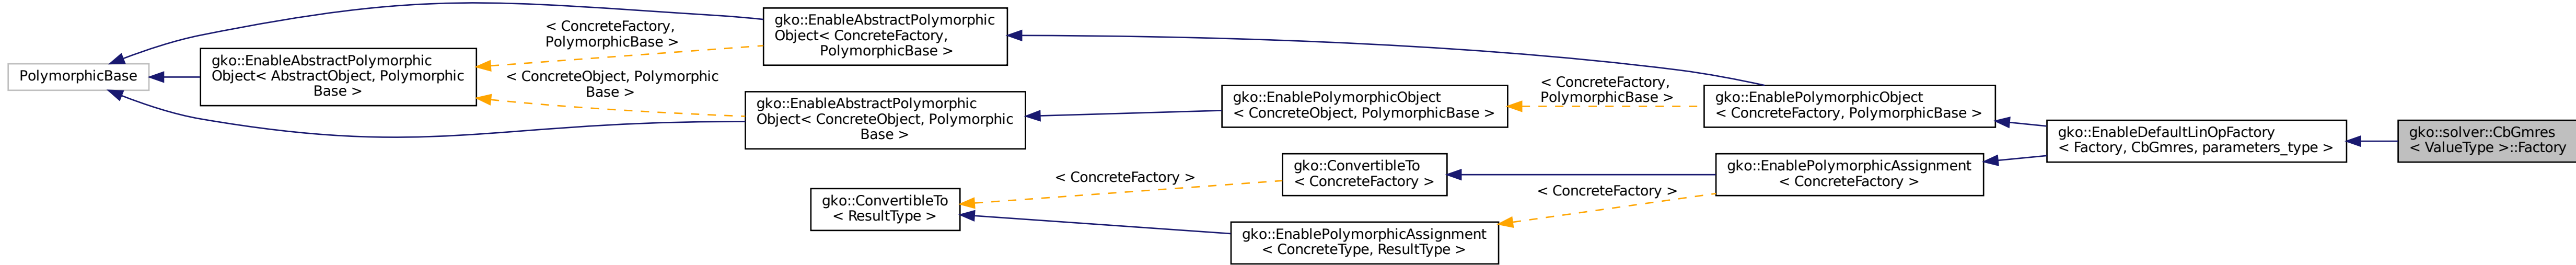 PolymorphicBase
gko::EnableAbstractPolymorphic
Object< AbstractObject, Polymorphic
Base >
< ConcreteFactory,
PolymorphicBase >
< ConcreteObject, Polymorphic
Base >
gko::EnableAbstractPolymorphic
Object< ConcreteFactory,
PolymorphicBase >
gko::EnableAbstractPolymorphic
Object< ConcreteObject, Polymorphic
Base >
gko::ConvertibleTo
< ResultType >
< ConcreteFactory >
gko::EnablePolymorphicObject
< ConcreteObject, PolymorphicBase >
gko::ConvertibleTo
< ConcreteFactory >
gko::EnablePolymorphicAssignment
< ConcreteType, ResultType >
< ConcreteFactory,
PolymorphicBase >
< ConcreteFactory >
gko::EnablePolymorphicObject
< ConcreteFactory, PolymorphicBase >
gko::EnablePolymorphicAssignment
< ConcreteFactory >
gko::EnableDefaultLinOpFactory
< Factory, CbGmres, parameters_type >
gko::solver::CbGmres
< ValueType >::Factory